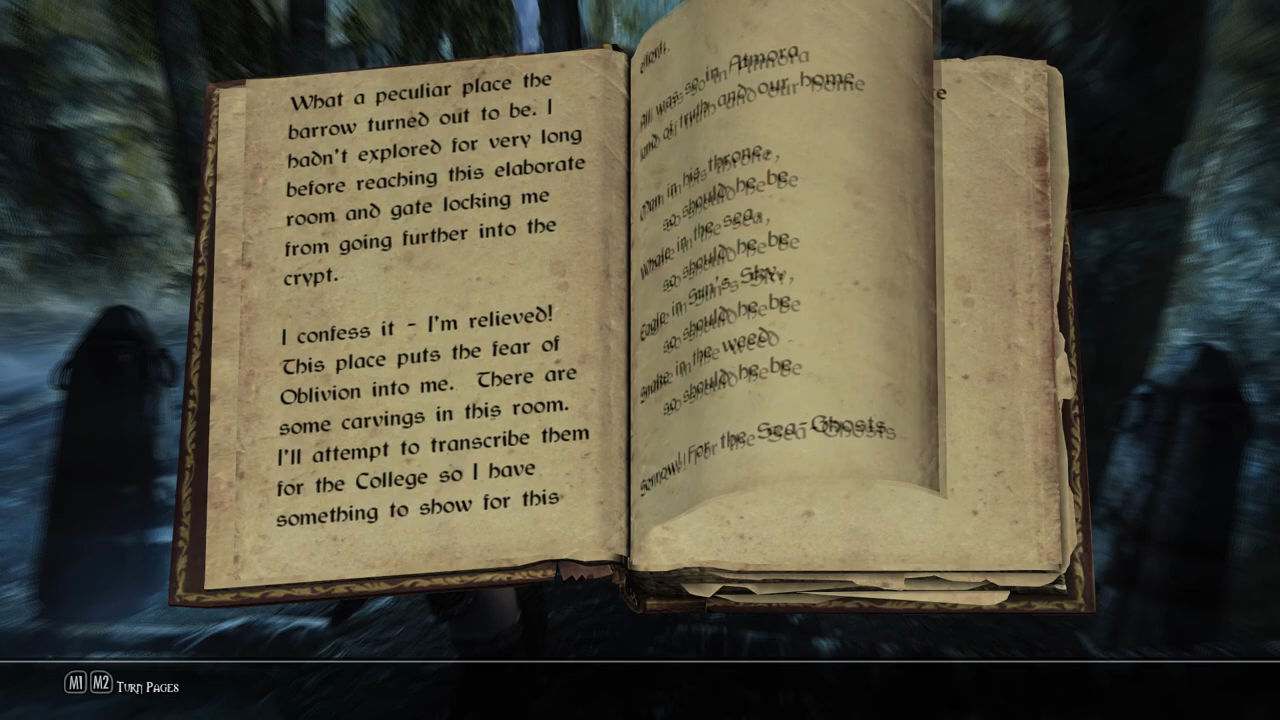 What a peculiar place the
barrow turned out to be. I
hadn't explored for very long
before reaching this elaborate
room and gate locking me
from going further into the
crypt.
I confess it - I'm relieved!
This place puts the fear of
Oblivion into me. There are
some carvings in this room.
I'll attempt to transcribe them
for the College so I have
something to show for this
All was so in Atmora
land of truth and our home
Man in his throne,
so should he be
Whale in the sea,
so should he be
Eagle in Sun's Sky,
so should he be
Snake in the weed
so should he be
Sorrow! For the Sea-Ghosts
M1 M2 Turn Pages